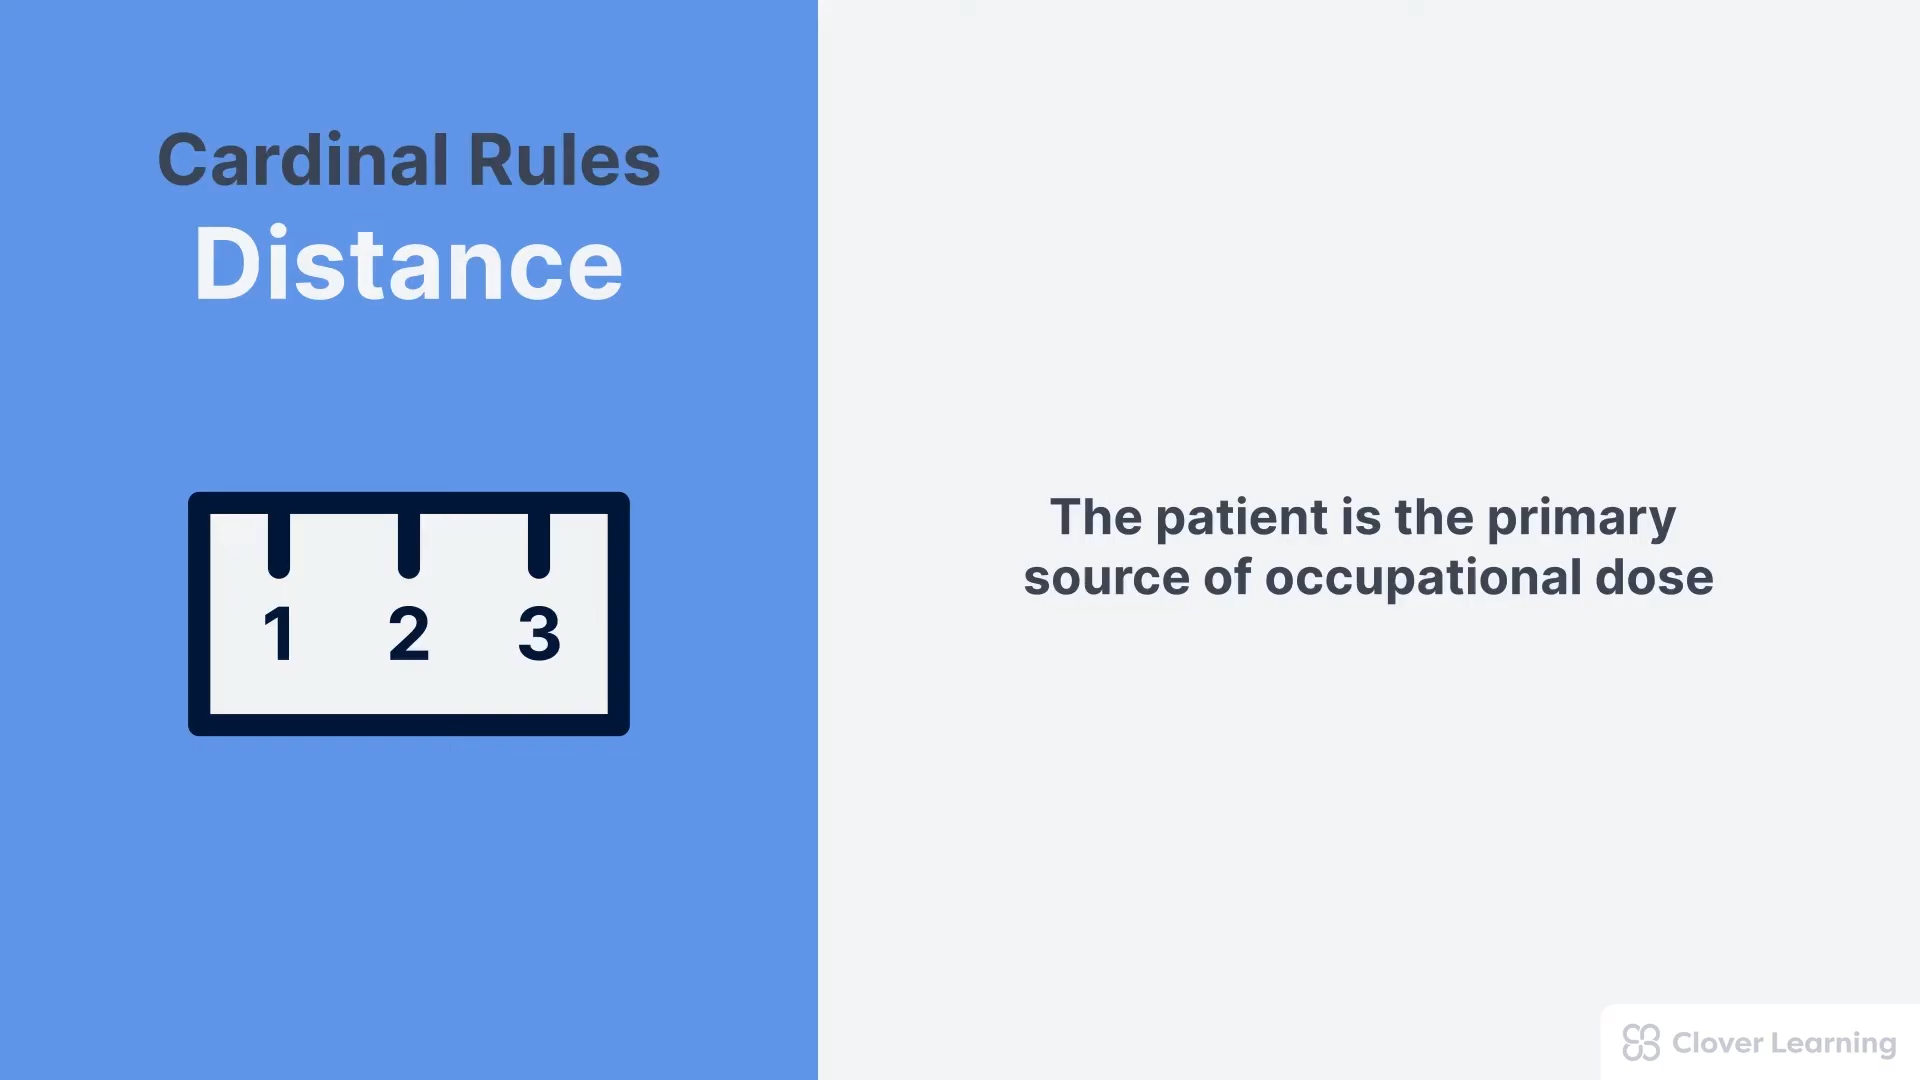 Cardinal Rules
Distance
1 2 3
The patient is the primary
source of occupational dose
Clover Learning